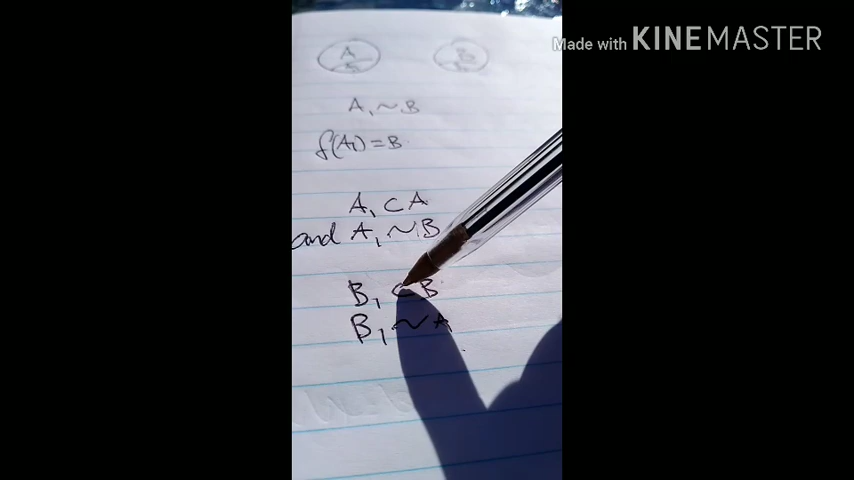 Made with KINEMASTER
A
B
A₁ ~ B
f(A₁) = B
A₁ ⊂ A
and A₁ ~ B
B₁ ⊂ B
B₁ ~ A